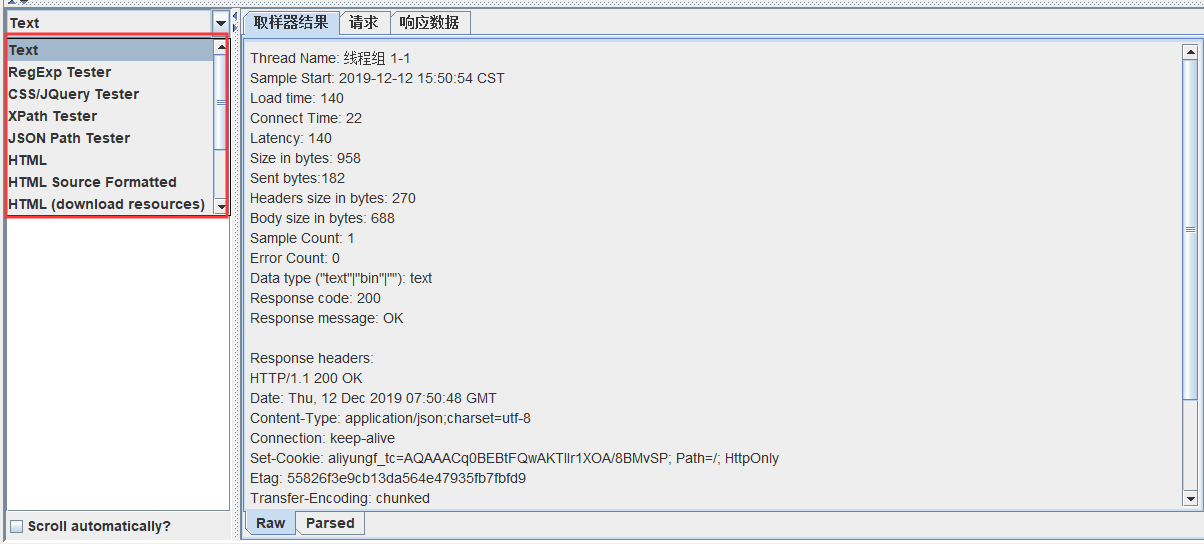 Text
Text
RegExp Tester
CSS/JQuery Tester
XPath Tester
JSON Path Tester
HTML
HTML Source Formatted
HTML (download resources)
Scroll automatically?
取样器结果 请求 响应数据
Thread Name: 线程组 1-1
Sample Start: 2019-12-12 15:50:54 CST
Load time: 140
Connect Time: 22
Latency: 140
Size in bytes: 958
Sent bytes:182
Headers size in bytes: 270
Body size in bytes: 688
Sample Count: 1
Error Count: 0
Data type ("text"|"bin"|""): text
Response code: 200
Response message: OK
Response headers:
HTTP/1.1 200 OK
Date: Thu, 12 Dec 2019 07:50:48 GMT
Content-Type: application/json;charset=utf-8
Connection: keep-alive
Set-Cookie: aliyungf_tc=AQAAACq0BEBtFQwAKTllr1XOA/8BMvSP; Path=/; HttpOnly
Etag: 55826f3e9cb13da564e47935fb7fbfd9
Transfer-Encoding: chunked
Raw Parsed